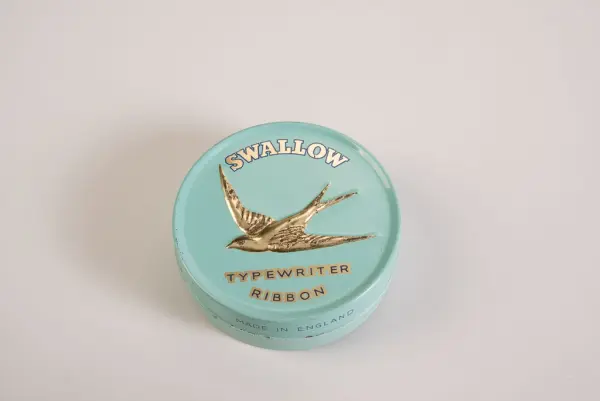 SWALLOW
TYPEWRITER
RIBBON
MADE IN ENGLAND